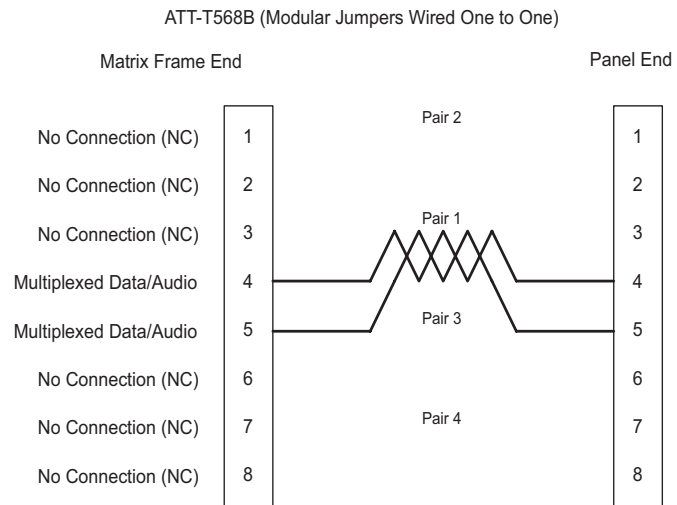 ATT-T568B (Modular Jumpers Wired One to One)
Matrix Frame End
Panel End
Pair 2
No Connection (NC) 1 1
No Connection (NC) 2 2
Pair 1
No Connection (NC) 3 3
Multiplexed Data/Audio 4 4
Pair 3
Multiplexed Data/Audio 5 5
No Connection (NC) 6 6
Pair 4
No Connection (NC) 7 7
No Connection (NC) 8 8